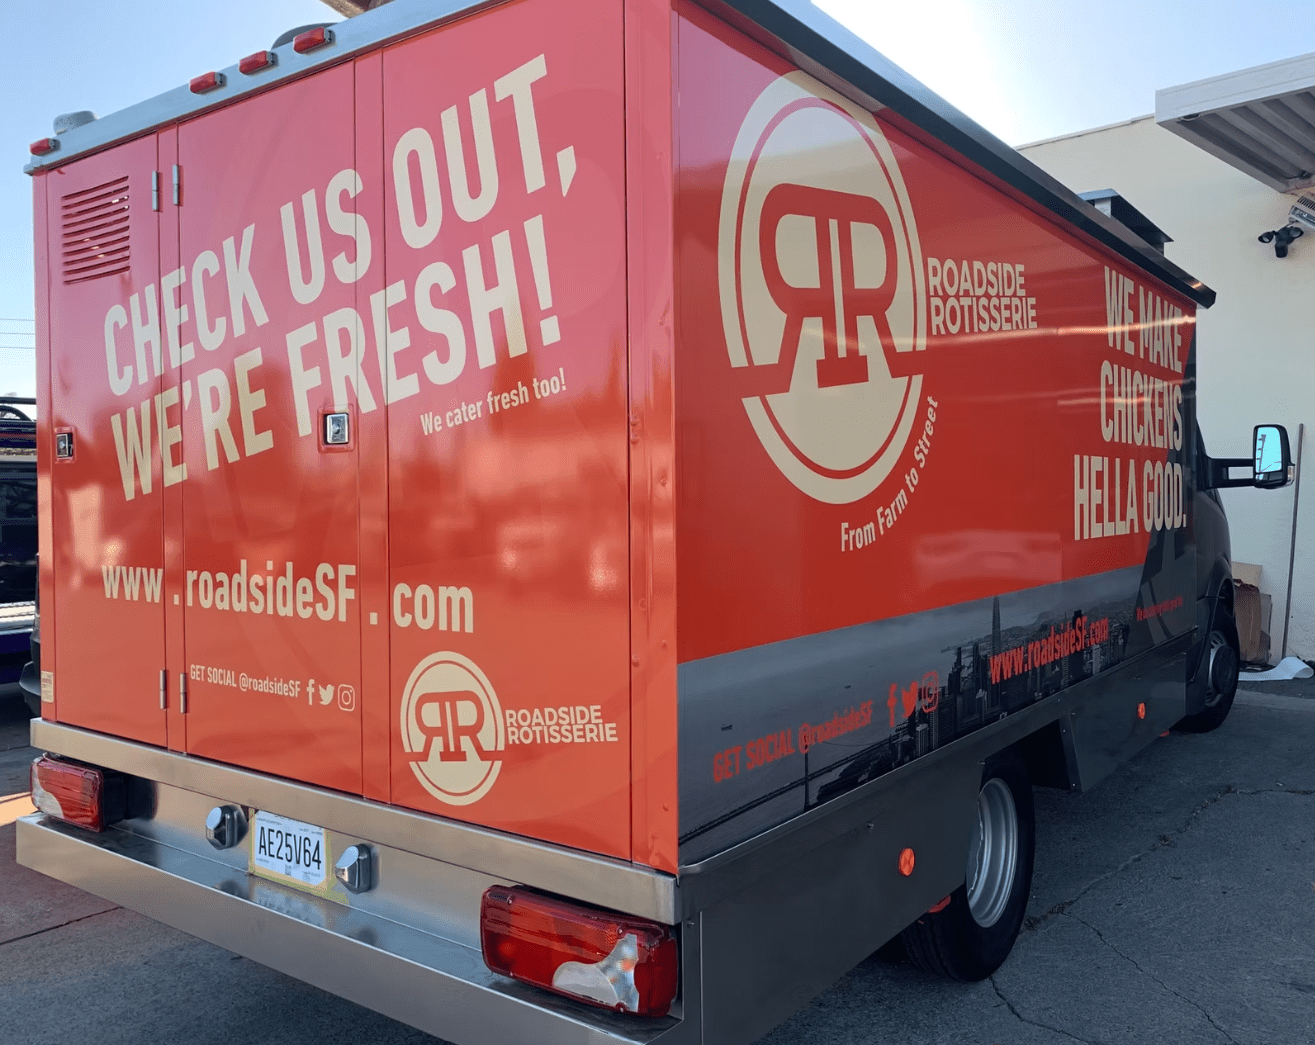 CHECK US OUT,
WE'RE FRESH!
We cater fresh too!
www.roadsideSF.com
GET SOCIAL @roadsideSF
RR
ROADSIDE
ROTISSERIE
AE25V64
RR
ROADSIDE
ROTISSERIE
From Farm to Street
WE MAKE
CHICKENS
HELLA GOOD.
www.roadsideSF.com
GET SOCIAL @roadsideSF